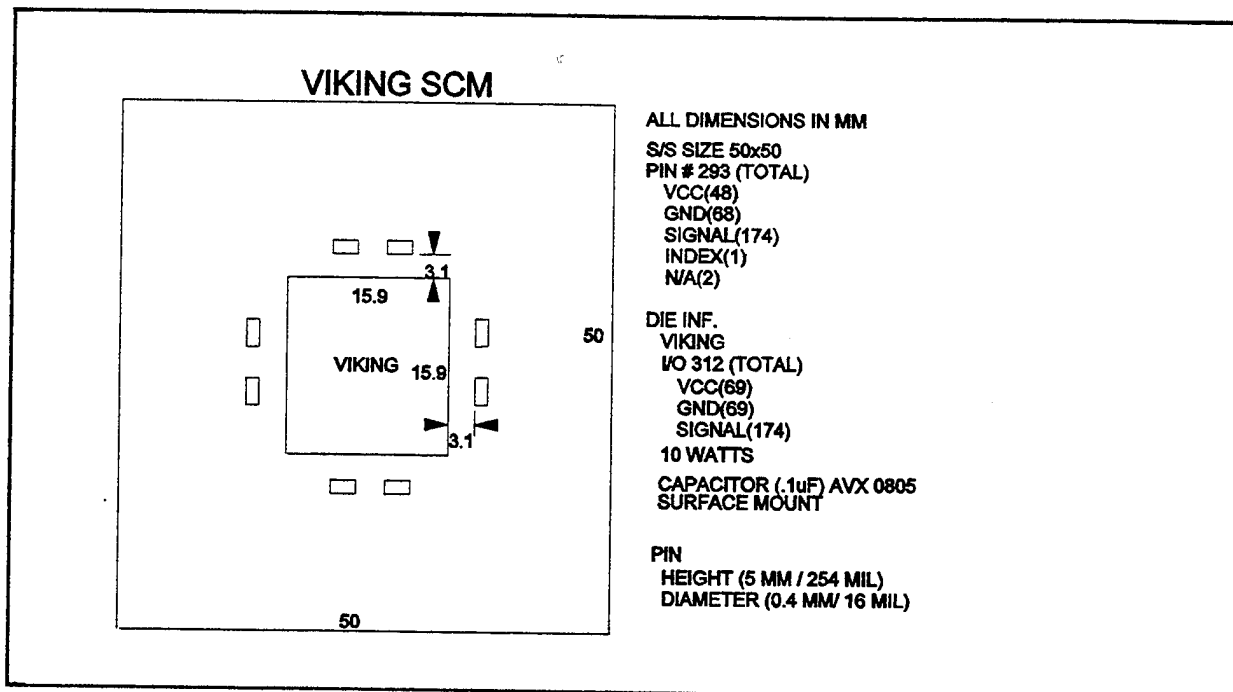 VIKING SCM
3.1
15.9
VIKING
15.9
3.1
50
50
ALL DIMENSIONS IN MM
S/S SIZE 50x50
PIN # 293 (TOTAL)
VCC(48)
GND(68)
SIGNAL(174)
INDEX(1)
N/A(2)
DIE INF.
VIKING
I/O 312 (TOTAL)
VCC(69)
GND(69)
SIGNAL(174)
10 WATTS
CAPACITOR (.1uF) AVX 0805
SURFACE MOUNT
PIN
HEIGHT (5 MM / 254 MIL)
DIAMETER (0.4 MM/ 16 MIL)